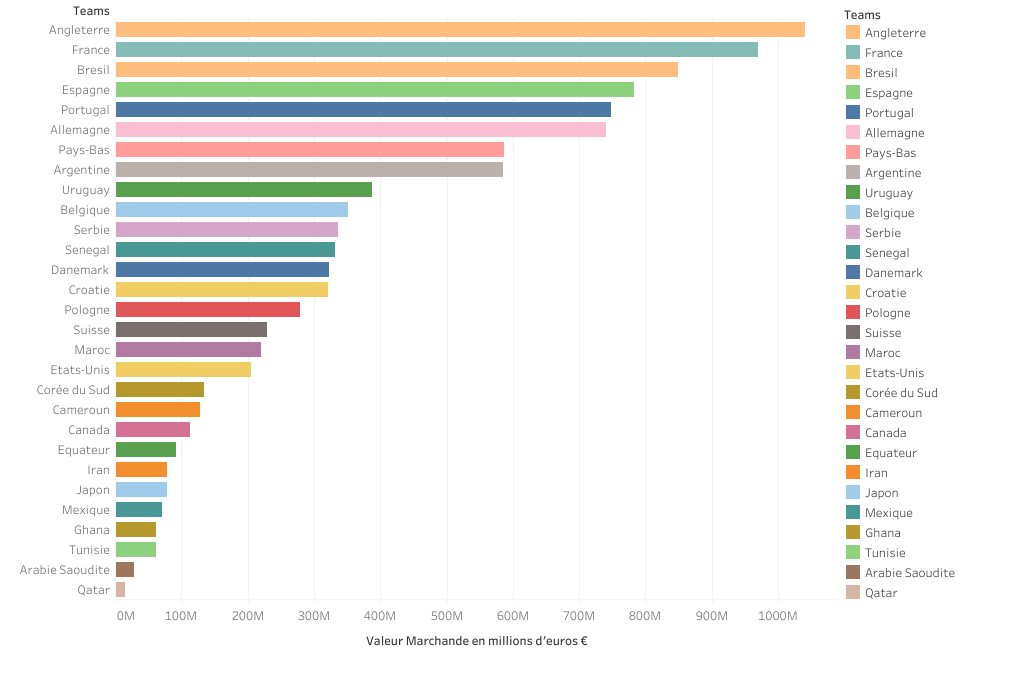 Teams
Angleterre
France
Bresil
Espagne
Portugal
Allemagne
Pays-Bas
Argentine
Uruguay
Belgique
Serbie
Senegal
Danemark
Croatie
Pologne
Suisse
Maroc
Etats-Unis
Corée du Sud
Cameroun
Canada
Equateur
Iran
Japon
Mexique
Ghana
Tunisie
Arabie Saoudite
Qatar
0M 100M 200M 300M 400M 500M 600M 700M 800M 900M 1000M
Valeur Marchande en millions d'euros €
Teams
Angleterre
France
Bresil
Espagne
Portugal
Allemagne
Pays-Bas
Argentine
Uruguay
Belgique
Serbie
Senegal
Danemark
Croatie
Pologne
Suisse
Maroc
Etats-Unis
Corée du Sud
Cameroun
Canada
Equateur
Iran
Japon
Mexique
Ghana
Tunisie
Arabie Saoudite
Qatar